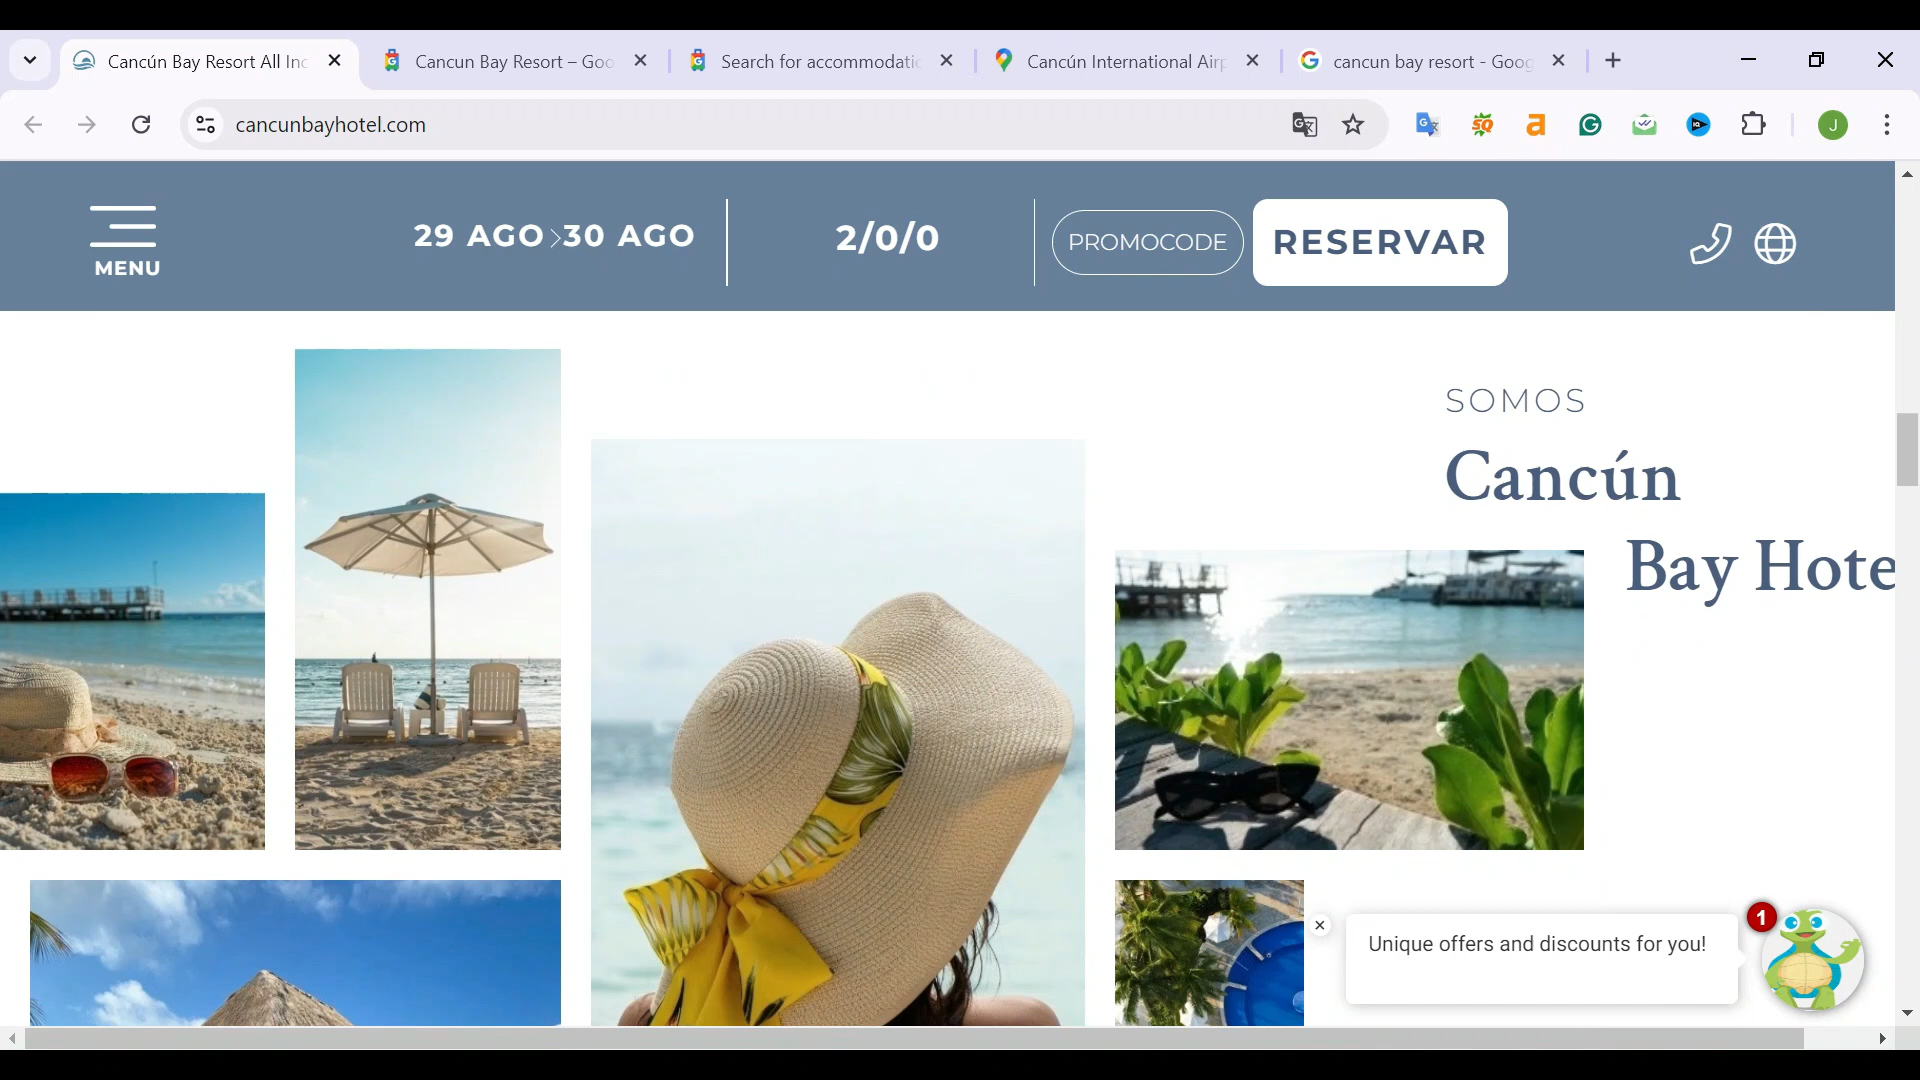 Cancún Bay Resort All Inc
Cancun Bay Resort – Goo
Search for accommodatio
Cancún International Airp
cancun bay resort - Goog
cancunbayhotel.com
J
MENU
29 AGO
30 AGO
2/0/0
PROMOCODE
RESERVAR
SOMOS
Cancún
Bay Hote
Unique offers and discounts for you!
1